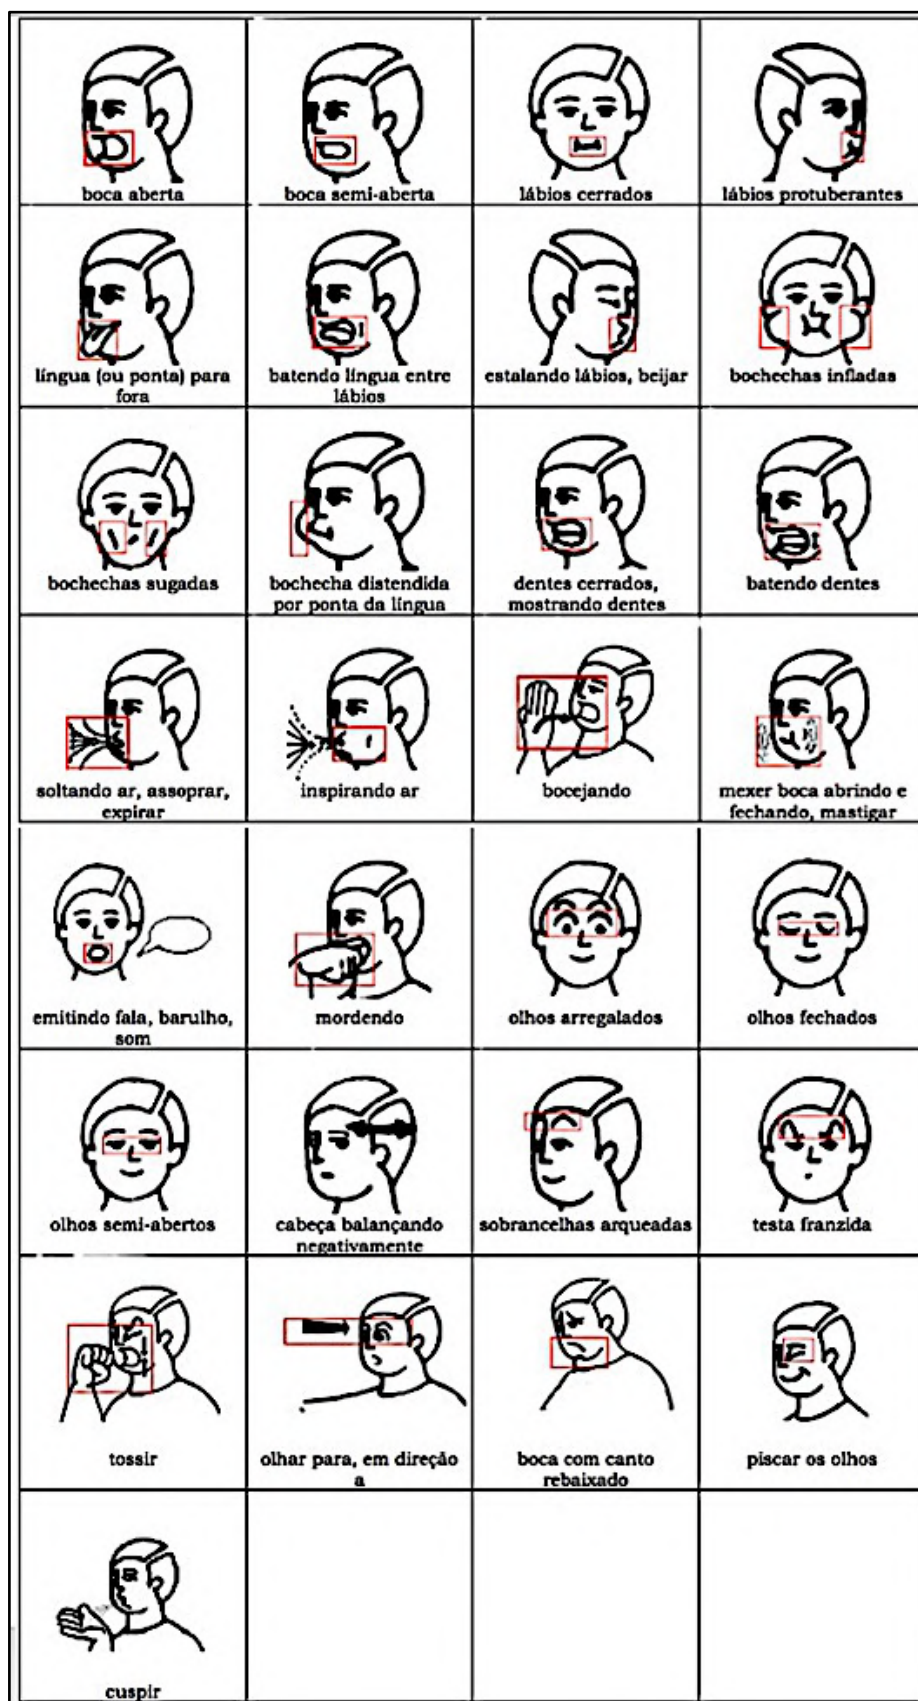 boca aberta
boca semi-aberta
lábios cerrados
lábios protuberantes
língua (ou ponta) para
fora
batendo língua entre
lábios
estalando lábios, beijar
bochechas infladas
bochechas sugadas
bochecha distendida
por ponta da língua
dentes cerrados,
mostrando dentes
batendo dentes
soltando ar, assoprar,
expirar
inspirando ar
bocejando
mexer boca abrindo e
fechando, mastigar
emitindo fala, barulho,
som
mordendo
olhos arregalados
olhos fechados
olhos semi-abertos
cabeça balançando
negativamente
sobrancelhas arqueadas
testa franzida
tossir
olhar para, em direção
a
boca com canto
rebaixado
piscar os olhos
cuspir